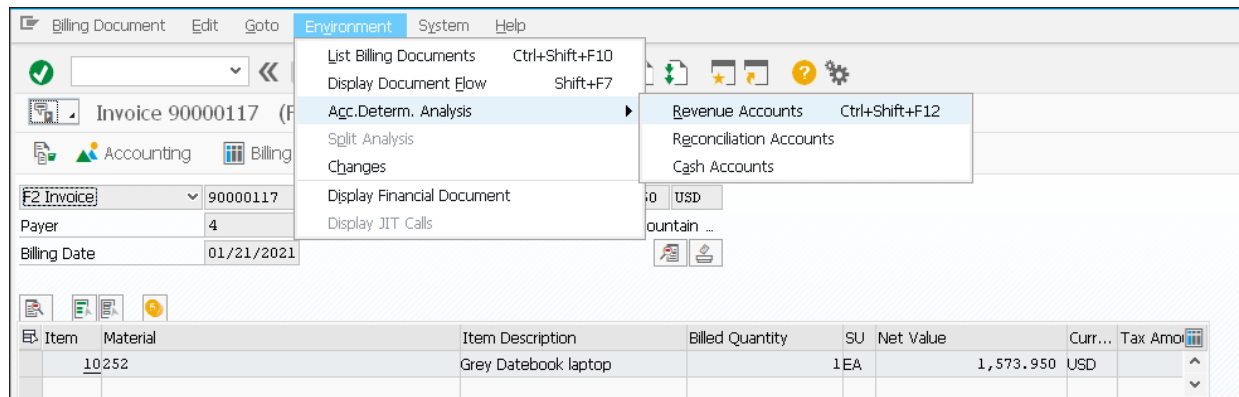 Billing Document Edit Goto Environment System Help
List Billing Documents Ctrl+Shift+F10
Display Document Flow Shift+F7
Invoice 90000117 (F
Acc.Determ. Analysis
Revenue Accounts Ctrl+Shift+F12
Split Analysis
Reconciliation Accounts
Accounting Billing
Changes
Cash Accounts
F2 Invoice 90000117
Display Financial Document
USD
Payer 4
Display JIT Calls
ountain ...
Billing Date 01/21/2021
Item Material Item Description Billed Quantity SU Net Value Curr... Tax Amou
10 252 Grey Datebook laptop 1 EA 1,573.950 USD